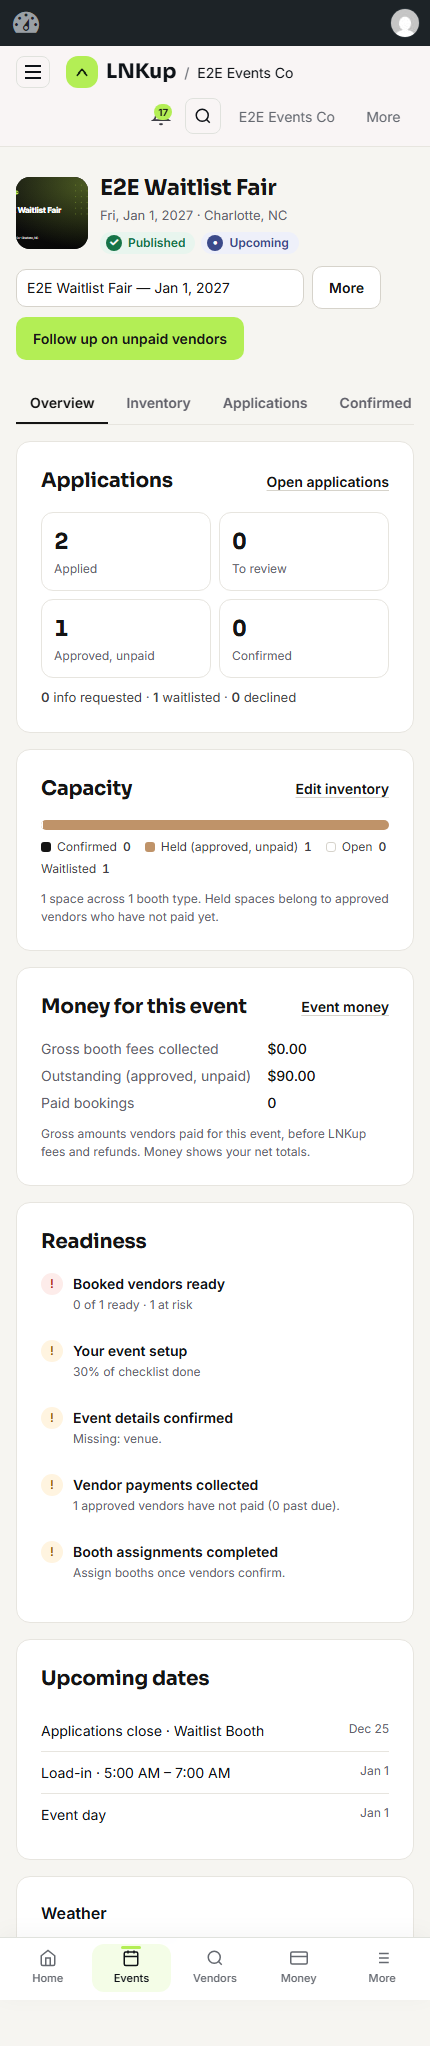 LNKup / E2E Events Co
17
E2E Events Co More
Waitlist Fair
E2E Waitlist Fair
Fri, Jan 1, 2027 · Charlotte, NC
Published Upcoming
E2E Waitlist Fair — Jan 1, 2027 More
Follow up on unpaid vendors
Overview Inventory Applications Confirmed
Applications Open applications
2 0
Applied To review
1 0
Approved, unpaid Confirmed
0 info requested · 1 waitlisted · 0 declined
Capacity Edit inventory
Confirmed 0 Held (approved, unpaid) 1 Open 0
Waitlisted 1
1 space across 1 booth type. Held spaces belong to approved
vendors who have not paid yet.
Money for this event Event money
Gross booth fees collected $0.00
Outstanding (approved, unpaid) $90.00
Paid bookings 0
Gross amounts vendors paid for this event, before LNKup
fees and refunds. Money shows your net totals.
Readiness
! Booked vendors ready
0 of 1 ready · 1 at risk
! Your event setup
30% of checklist done
! Event details confirmed
Missing: venue.
! Vendor payments collected
1 approved vendors have not paid (0 past due).
! Booth assignments completed
Assign booths once vendors confirm.
Upcoming dates
Applications close · Waitlist Booth Dec 25
Load-in · 5:00 AM – 7:00 AM Jan 1
Event day Jan 1
Weather
Home Events Vendors Money More